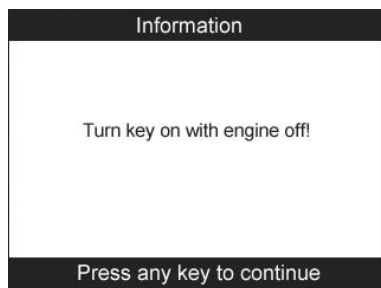 Information
Turn key on with engine off!
Press any key to continue